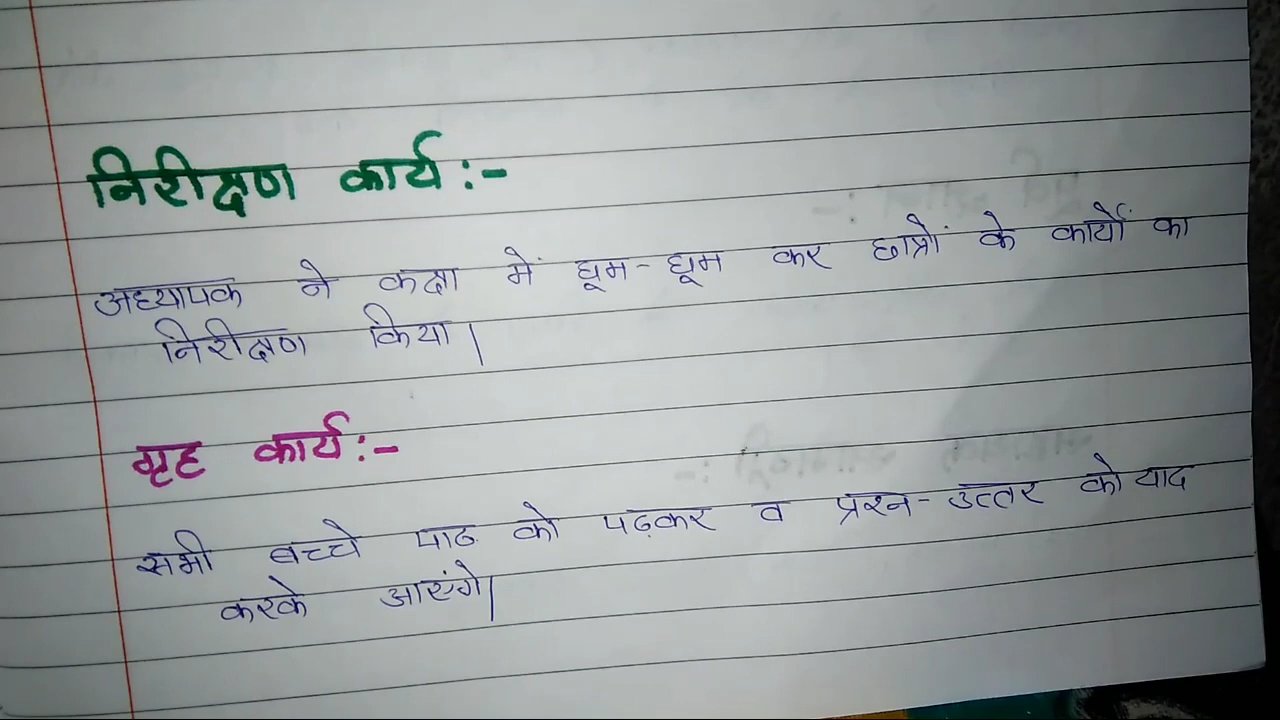 निरीक्षण कार्य :-
अध्यापक ने कक्षा में घूम-घूम कर छात्रों के कार्यों का
निरीक्षण किया|
गृह कार्य :-
सभी बच्चे पाठ को पढ़कर व प्रश्न-उत्तर को याद
करके आएंगे|